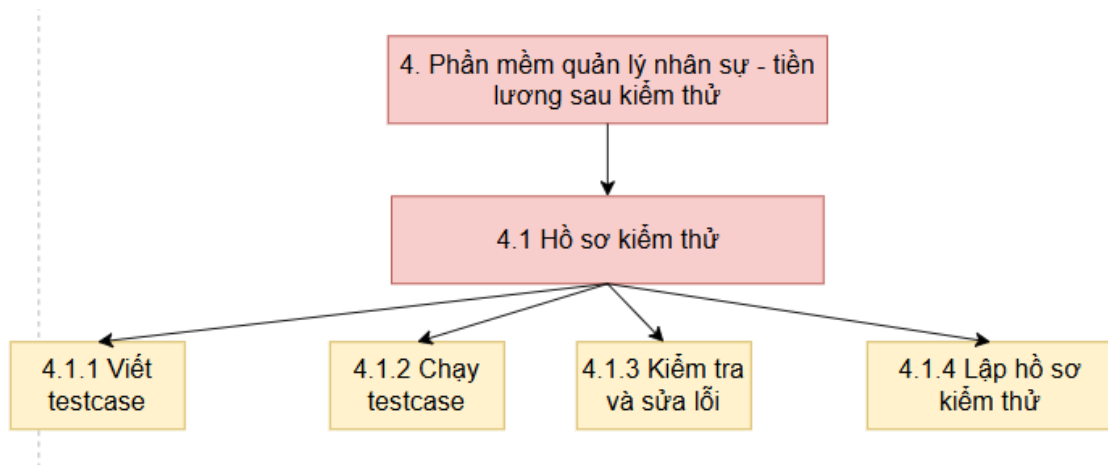 4. Phần mềm quản lý nhân sự - tiền
lương sau kiểm thử
4.1 Hồ sơ kiểm thử
4.1.1 Viết
testcase
4.1.2 Chạy
testcase
4.1.3 Kiểm tra
và sửa lỗi
4.1.4 Lập hồ sơ
kiểm thử